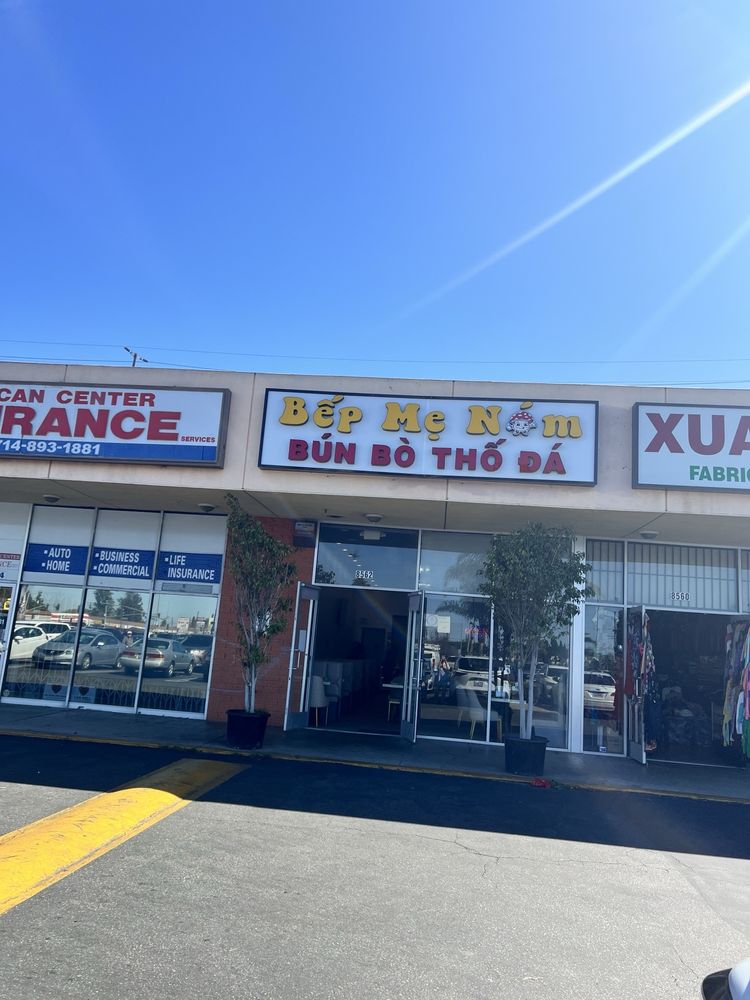 CAN CENTER
RANCE
SERVICES
714-893-1881
Bếp Mẹ Nấm
BÚN BÒ THỐ ĐÁ
XUA
FABRIC
AUTO
HOME
BUSINESS
COMMERCIAL
LIFE
INSURANCE
8562
8560